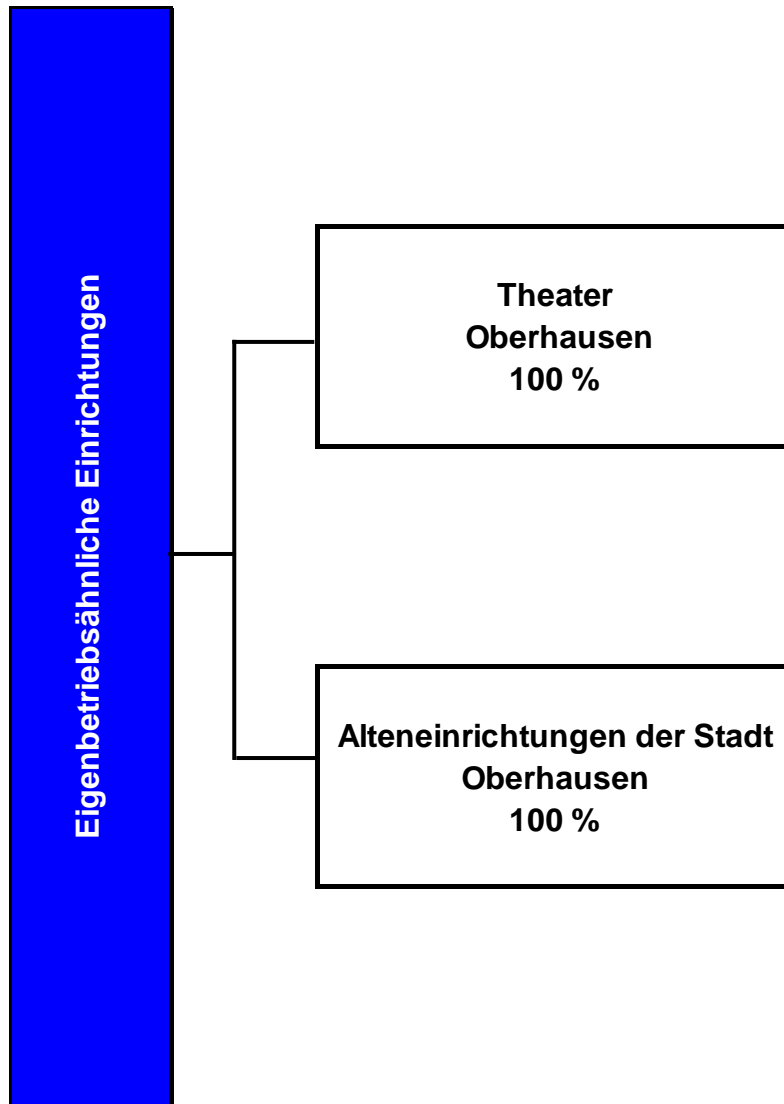 Eigenbetriebsähnliche Einrichtungen
Theater
Oberhausen
100 %
Alteneinrichtungen der Stadt
Oberhausen
100 %